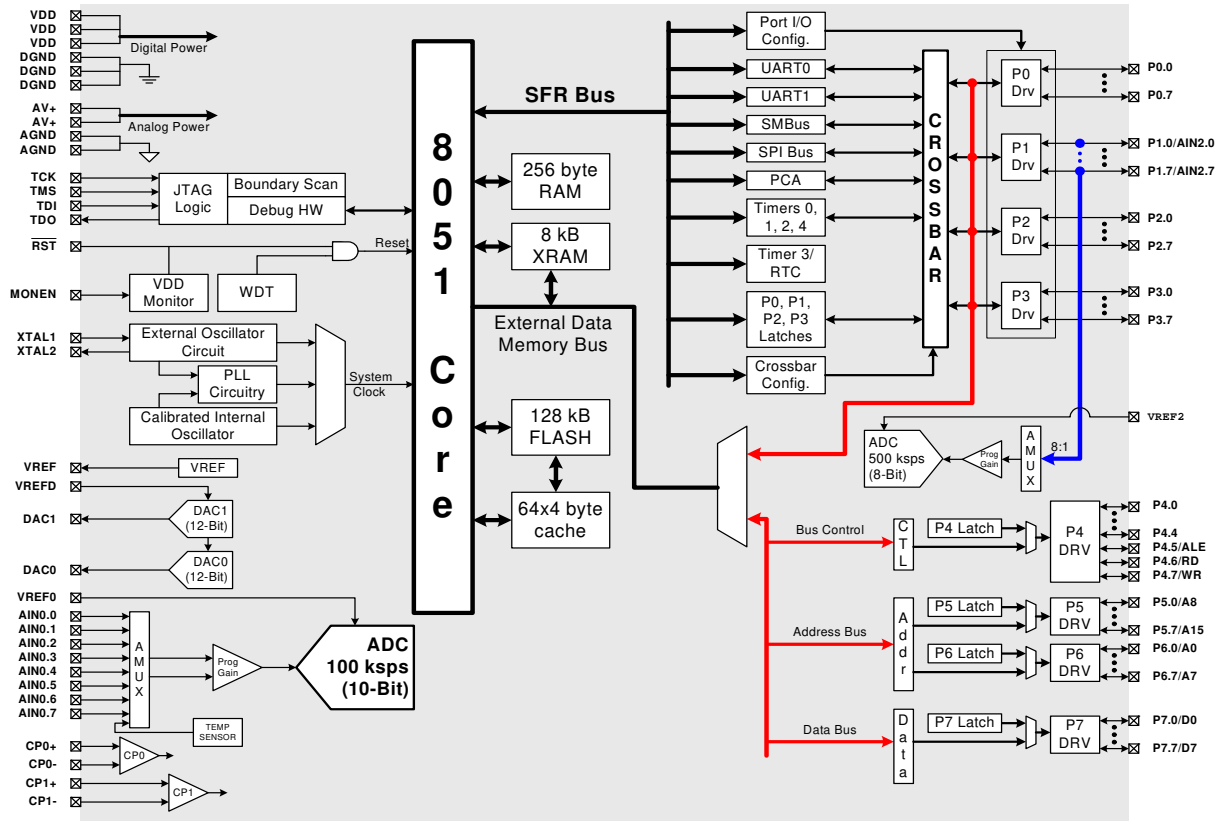 VDD
VDD
VDD
Digital Power
DGND
DGND
DGND
AV+
AV+
Analog Power
AGND
AGND
TCK
TMS
TDI
TDO
JTAG
Logic
Boundary Scan
Debug HW
RST
Reset
MONEN
VDD
Monitor
WDT
XTAL1
XTAL2
External Oscillator
Circuit
PLL
Circuitry
Calibrated Internal
Oscillator
System
Clock
VREF
VREF
VREFD
DAC1
DAC1
(12-Bit)
DAC0
DAC0
(12-Bit)
VREF0
AIN0.0
AIN0.1
AIN0.2
AIN0.3
AIN0.4
AIN0.5
AIN0.6
AIN0.7
AMUX
Prog
Gain
ADC
100 ksps
(10-Bit)
TEMP
SENSOR
CP0+
CP0-
CP0
CP1+
CP1-
CP1
8051 Core
SFR Bus
256 byte
RAM
8 kB
XRAM
External Data
Memory Bus
128 kB
FLASH
64x4 byte
cache
Port I/O
Config.
UART0
UART1
SMBus
SPI Bus
PCA
Timers 0,
1, 2, 4
Timer 3/
RTC
P0, P1,
P2, P3
Latches
Crossbar
Config.
CROSSBAR
P0
Drv
P1
Drv
P2
Drv
P3
Drv
P0.0
P0.7
P1.0/AIN2.0
P1.7/AIN2.7
P2.0
P2.7
P3.0
P3.7
VREF2
ADC
500 ksps
(8-Bit)
Prog
Gain
AMUX
8:1
Bus Control
CTL
P4 Latch
P4
DRV
P4.0
P4.4
P4.5/ALE
P4.6/RD
P4.7/WR
Address Bus
Addr
P5 Latch
P5
DRV
P5.0/A8
P5.7/A15
P6 Latch
P6
DRV
P6.0/A0
P6.7/A7
Data Bus
Data
P7 Latch
P7
DRV
P7.0/D0
P7.7/D7